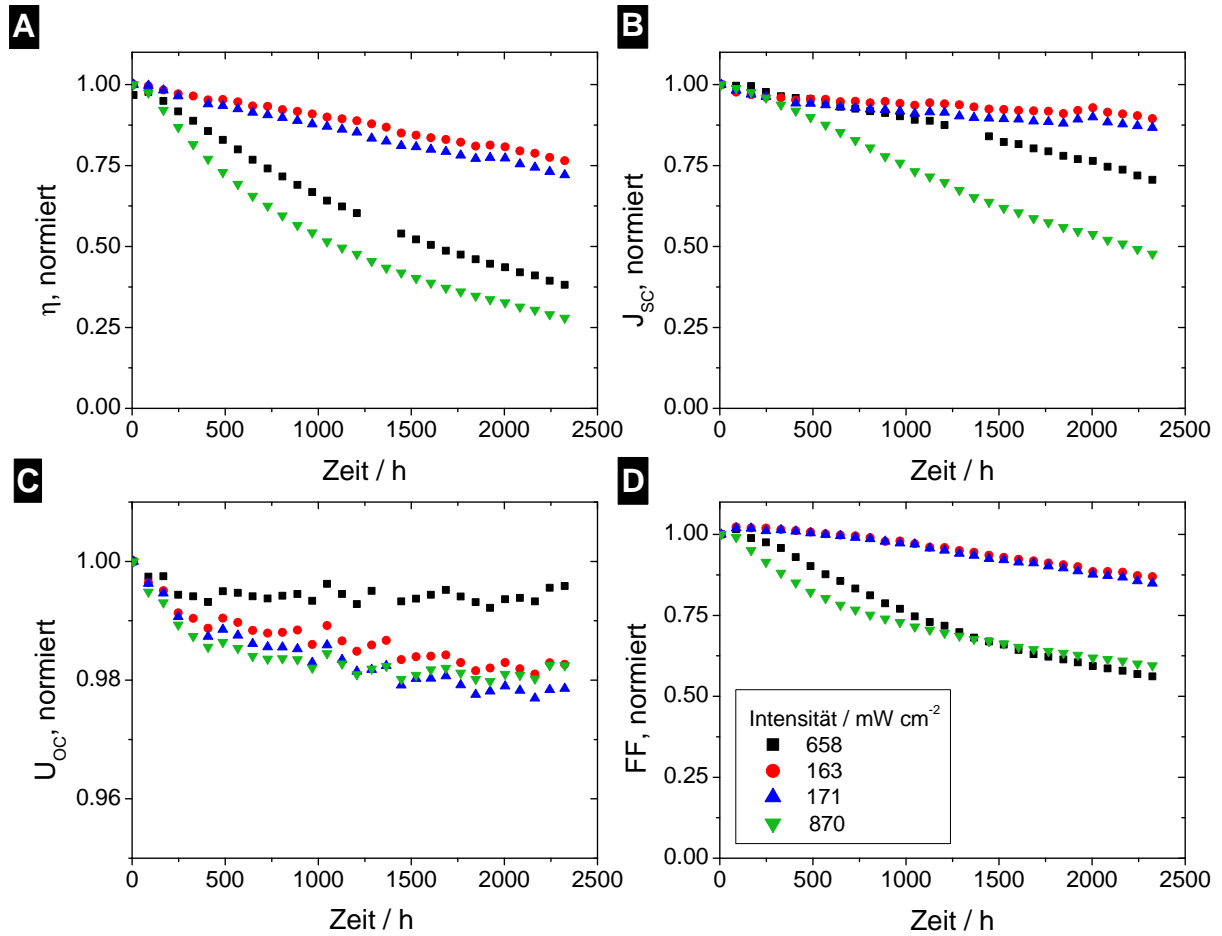 A
η, normiert
1.00
0.75
0.50
0.25
0.00
0 500 1000 1500 2000 2500
Zeit / h
B
J_SC, normiert
1.00
0.75
0.50
0.25
0.00
0 500 1000 1500 2000 2500
Zeit / h
C
U_OC, normiert
1.00
0.98
0.96
0 500 1000 1500 2000 2500
Zeit / h
D
FF, normiert
1.00
0.75
0.50
0.25
0.00
0 500 1000 1500 2000 2500
Zeit / h
Intensität / mW cm⁻²
658
163
171
870